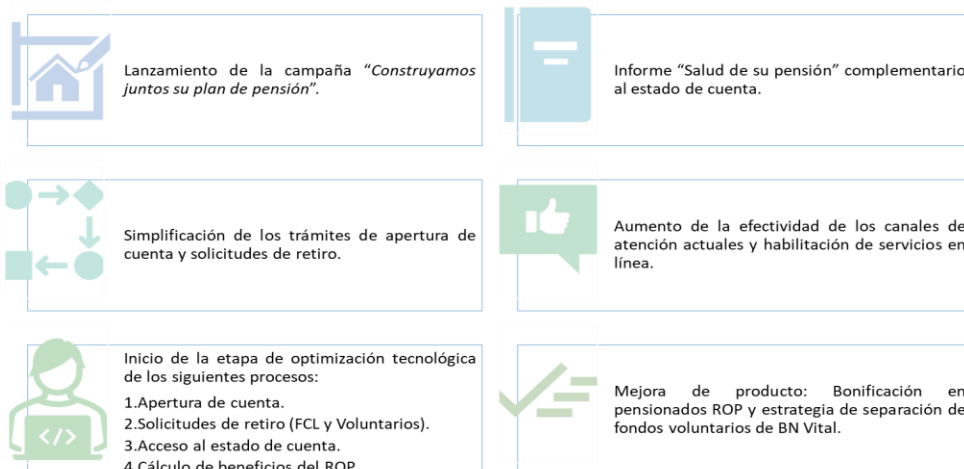 Lanzamiento de la campaña “Construyamos
juntos su plan de pensión”.
Informe “Salud de su pensión” complementario
al estado de cuenta.
Simplificación de los trámites de apertura de
cuenta y solicitudes de retiro.
Aumento de la efectividad de los canales de
atención actuales y habilitación de servicios en
línea.
Inicio de la etapa de optimización tecnológica
de los siguientes procesos:
1.Apertura de cuenta.
2.Solicitudes de retiro (FCL y Voluntarios).
3.Acceso al estado de cuenta.
4.Cálculo de beneficios del ROP
</>
Mejora de producto: Bonificación en
pensionados ROP y estrategia de separación de
fondos voluntarios de BN Vital.